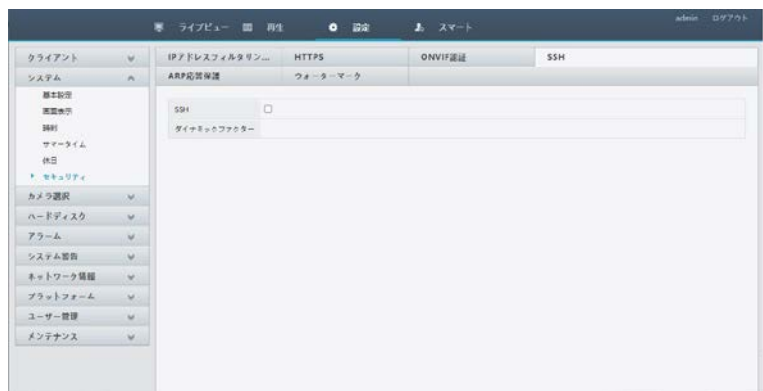 ライブビュー 再生 設定 スマート admin ログアウト
クライアント
システム
基本設定
画面表示
時刻
サマータイム
休日
セキュリティ
カメラ選択
ハードディスク
アラーム
システム警告
ネットワーク情報
プラットフォーム
ユーザー管理
メンテナンス
IPアドレスフィルタリン... HTTPS ONVIF認証 SSH
ARP応答保護 ウォーターマーク
SSH
ダイナミックファクター